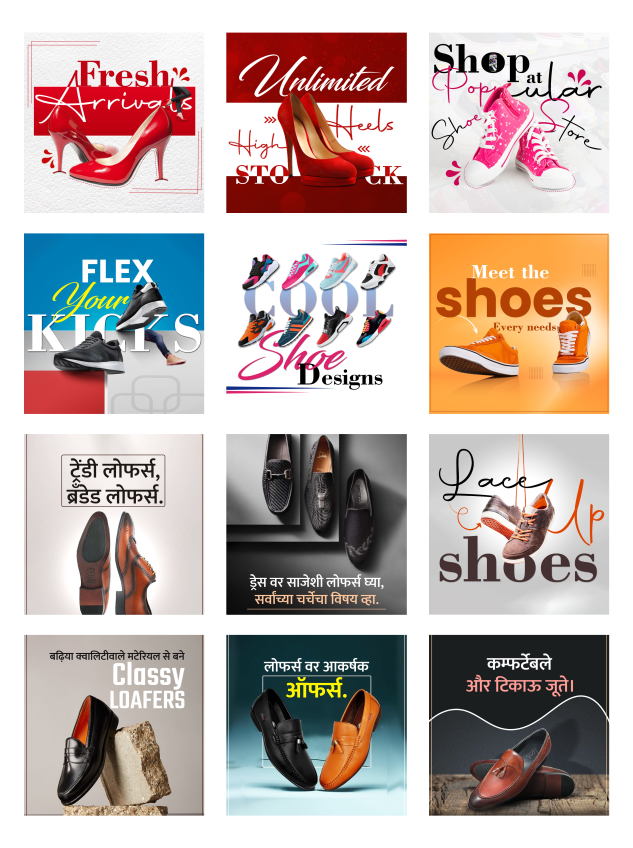 Fresh
Arrivals
Unlimited
High Heels
STOCK
Shop
at
Popular
Shoe Store
FLEX
Your
KICKS
COOL
Shoe
Designs
Meet the
shoes
Every needs
ट्रेंडी लोफर्स,
ब्रँडेड लोफर्स.
ड्रेस वर साजेशी लोफर्स घ्या,
सर्वांच्या चर्चेचा विषय व्हा.
Lace Up
shoes
बढ़िया क्वालिटीवाले मटेरियल से बने
Classy
LOAFERS
लोफर्स वर आकर्षक
ऑफर्स.
कम्फर्टेबले
और टिकाऊ जूते।